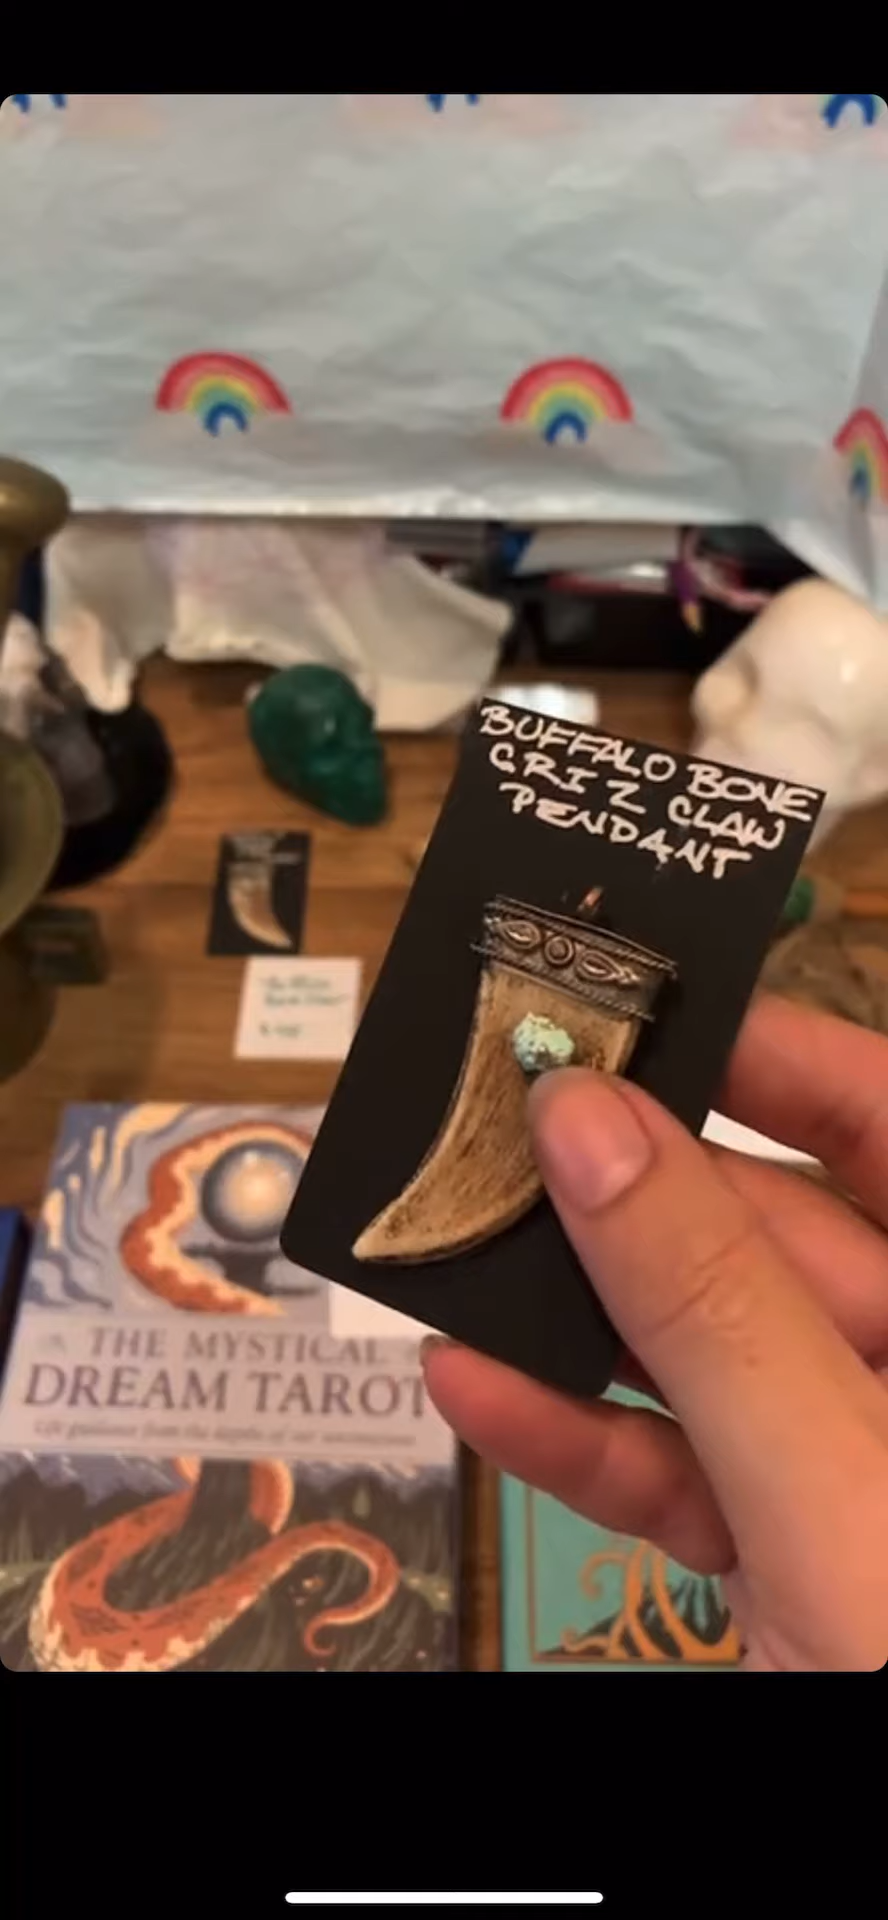 BUFFALO BONE
GRIZ CLAW
PENDANT
THE MYSTICAL
DREAM TAROT